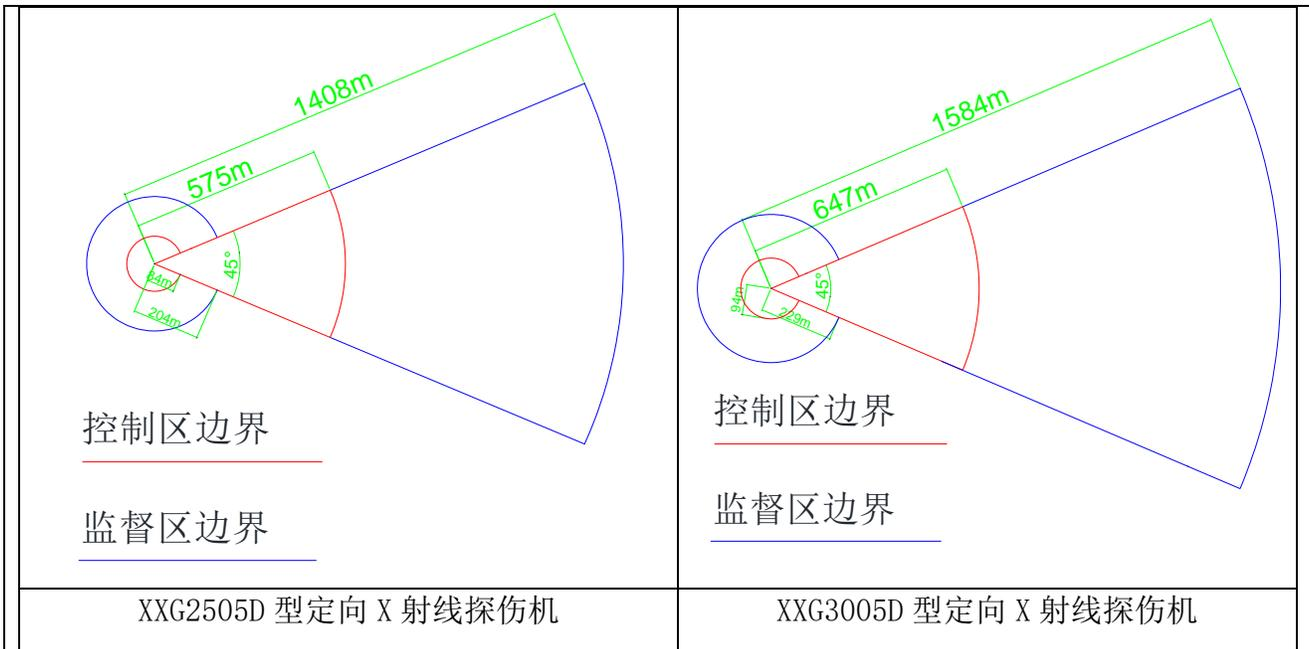 1408m
575m
45°
84m
204m
控制区边界
监督区边界
XXG2505D 型定向 X 射线探伤机
1584m
647m
45°
94m
229m
控制区边界
监督区边界
XXG3005D 型定向 X 射线探伤机